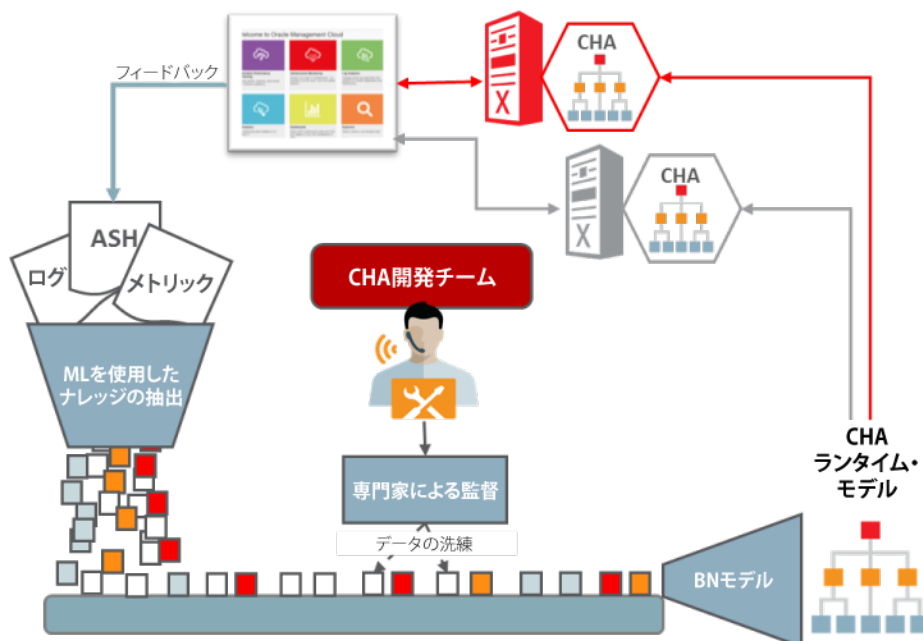 elcome to Oracle Management Cloud
フィードバック
CHA
CHA
ASH
ログ
メトリック
CHA開発チーム
MLを使用した
ナレッジの抽出
専門家による監督
データの洗練
CHA
ランタイム・
モデル
BNモデル